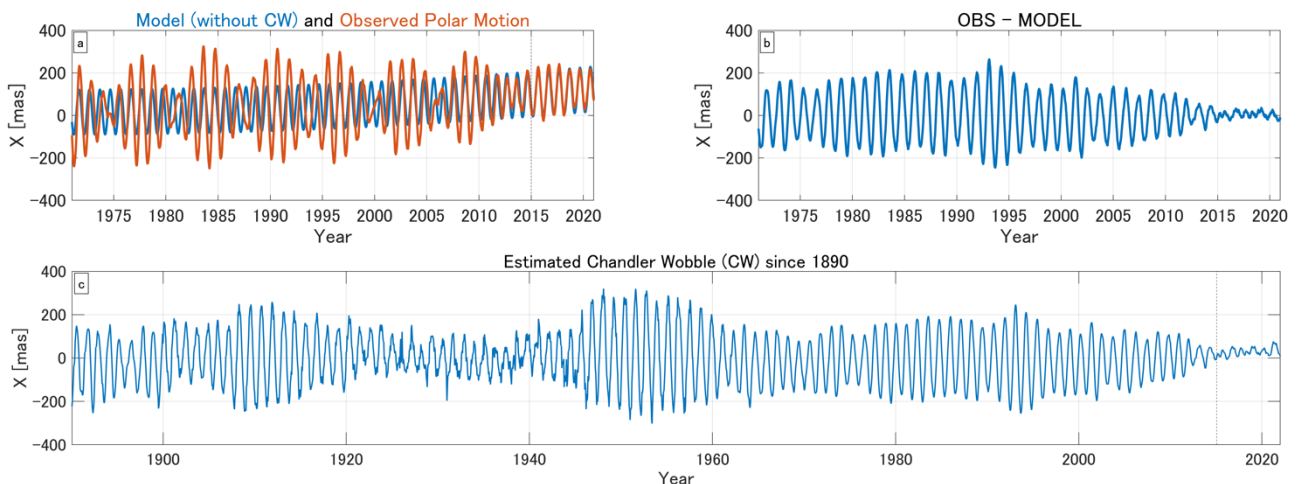 Model (without CW) and Observed Polar Motion
a
X [mas]
400
200
0
−200
−400
1975 1980 1985 1990 1995 2000 2005 2010 2015 2020
Year
OBS − MODEL
b
X [mas]
400
200
0
−200
−400
1975 1980 1985 1990 1995 2000 2005 2010 2015 2020
Year
Estimated Chandler Wobble (CW) since 1890
c
X [mas]
400
200
0
−200
−400
1900 1920 1940 1960 1980 2000 2020
Year